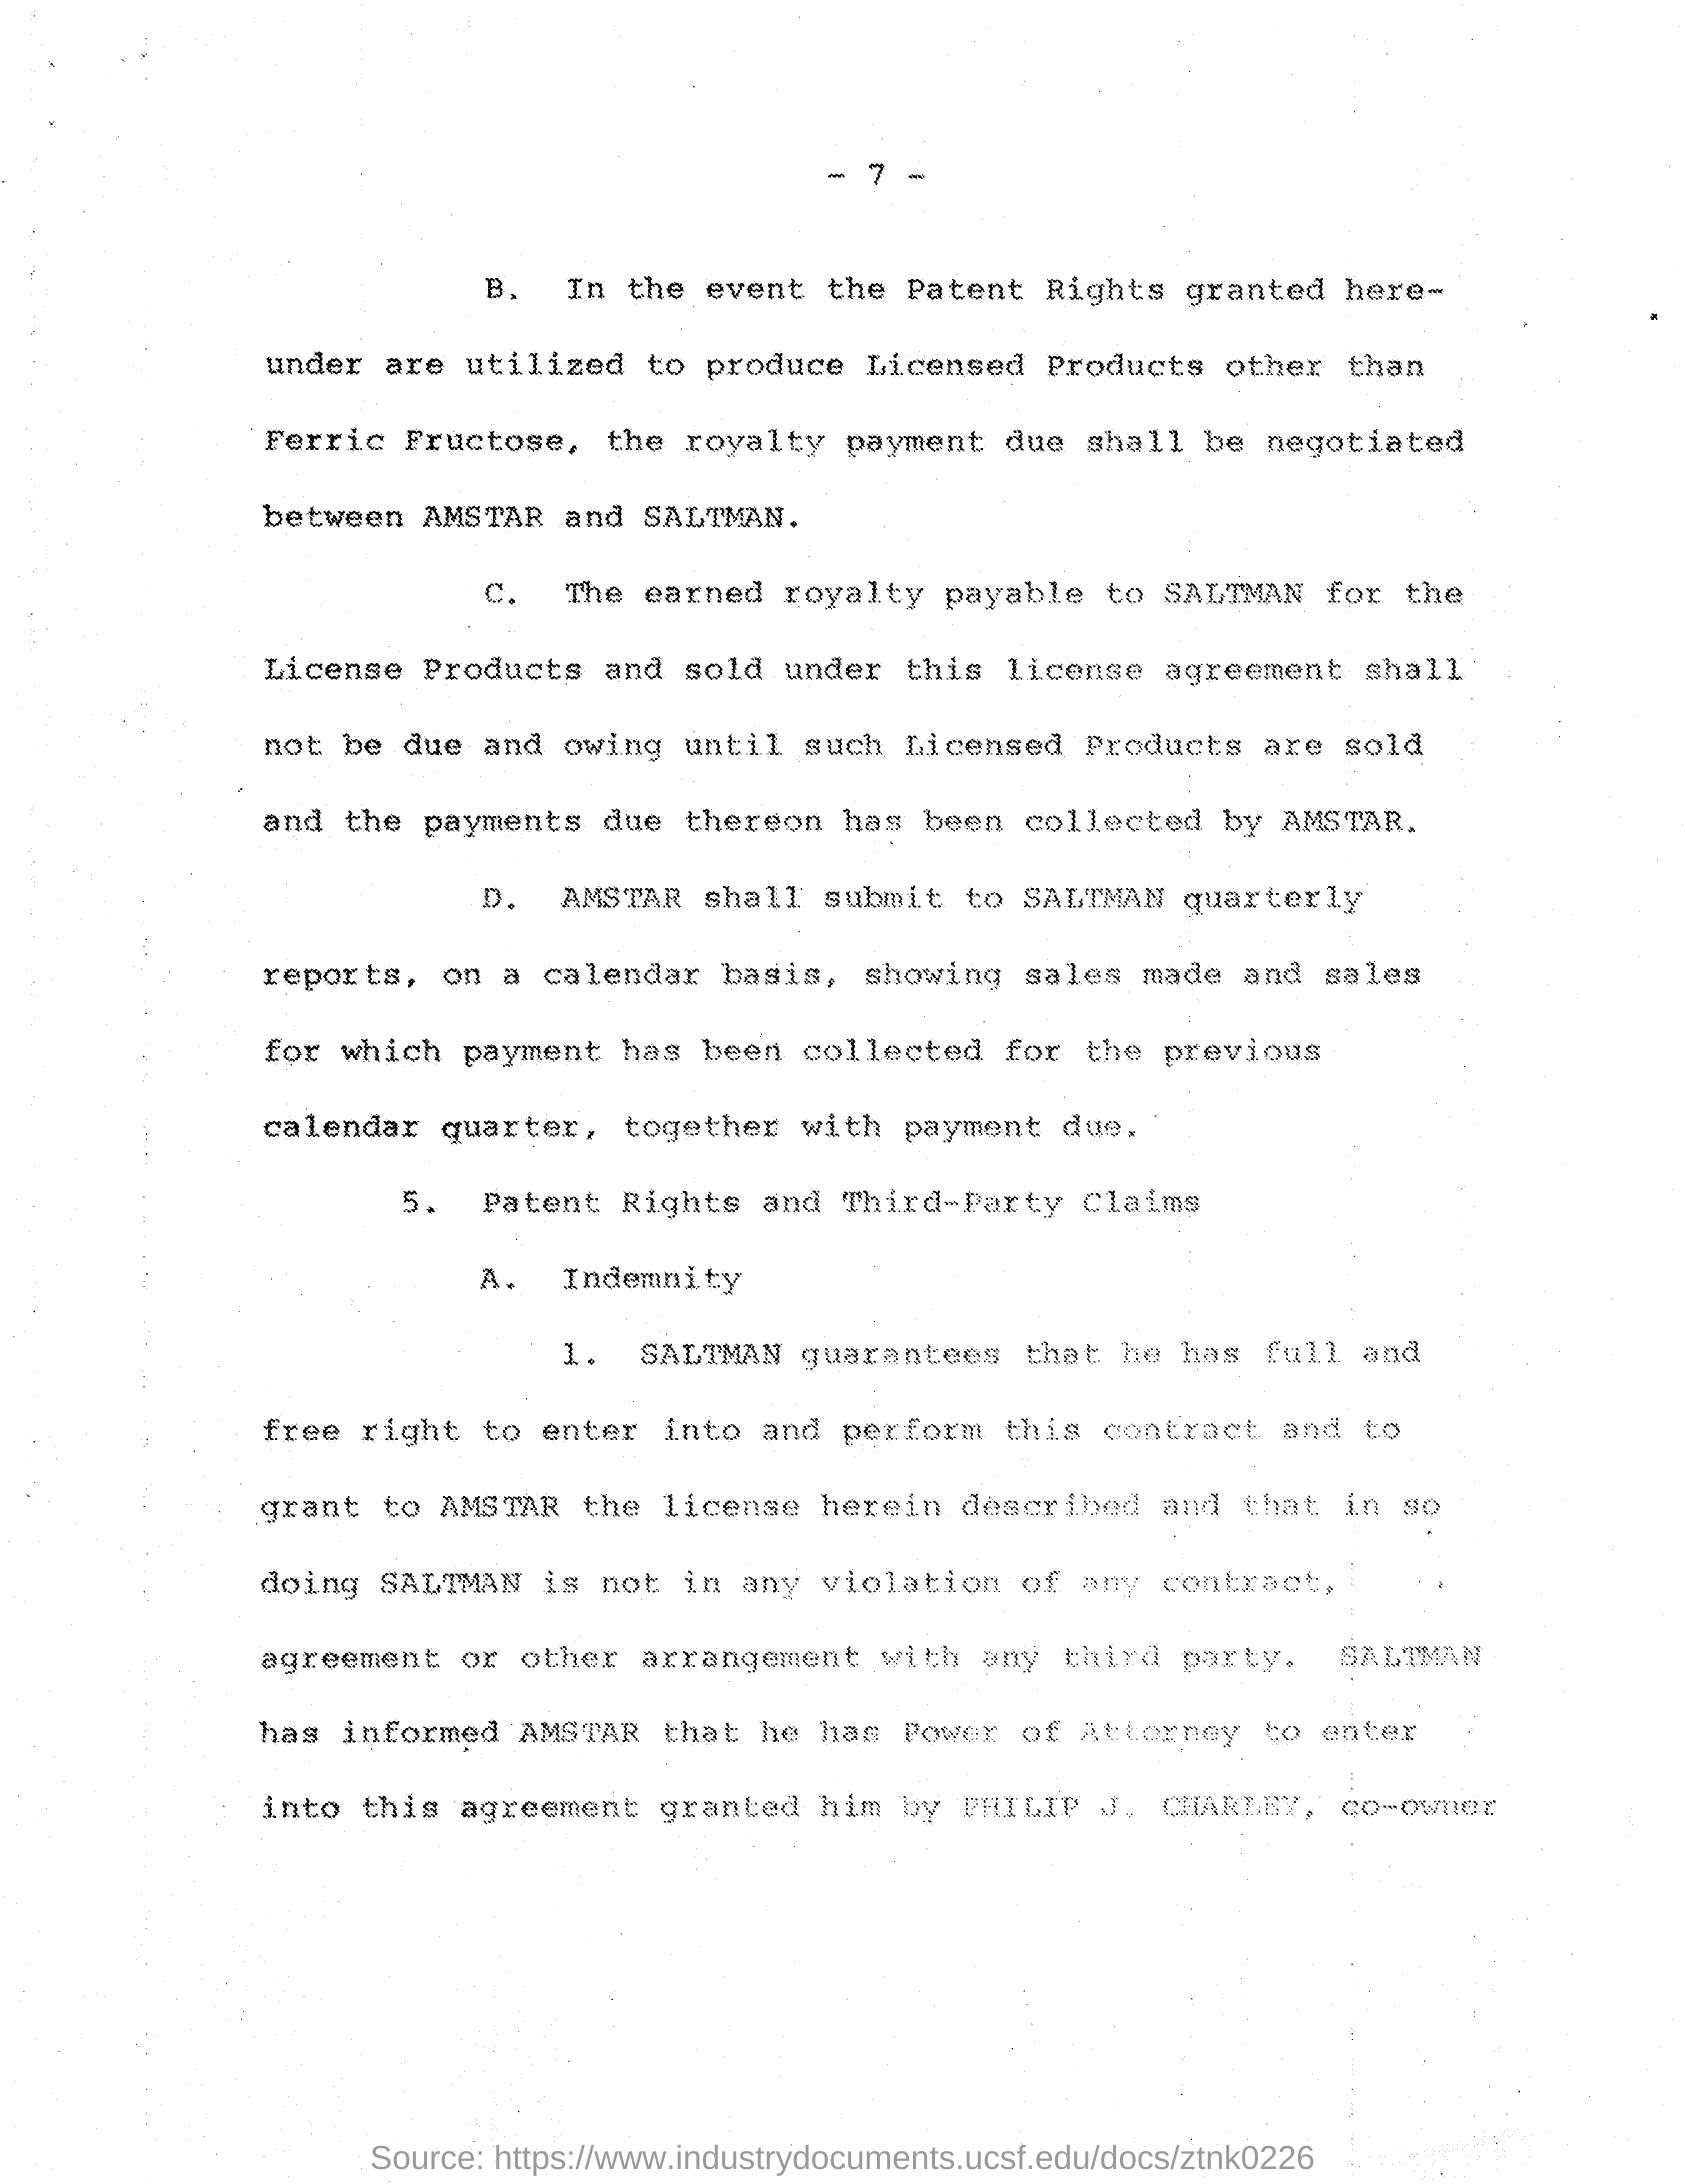 - 7 -
B. In the event the Patent Rights granted here-
under are utilized to produce Licensed Products other than
Ferric Fructose, the royalty payment due shall be negotiated
between AMSTAR and SALTMAN.
C. The earned royalty payable to SALTMAN for the
License Products and sold under this license agreement shall
not be due and owing until such Licensed Products are sold
and the payments due thereon has been collected by AMSTAR.
D. AMSTAR shall submit to SALTMAN quarterly
reports, on a calendar basis, showing sales made and sales
for which payment has been collected for the previous
calendar quarter, together with payment due.
5. Patent Rights and Third-Party Claims
A. Indemnity
1. SALTMAN guarantees that he has full and
free right to enter into and perform this contract and to
grant to AMSTAR the license herein described and that in so
doing SALTMAN is not in any violation of any contract,
agreement or other arrangement with any third party. SALTMAN
has informed AMSTAR that he has Power of Attorney to enter
into this agreement granted him by PHILIP J. CHARLEY, co-owner
Source: https://www.industrydocuments.ucsf.edu/docs/ztnk0226